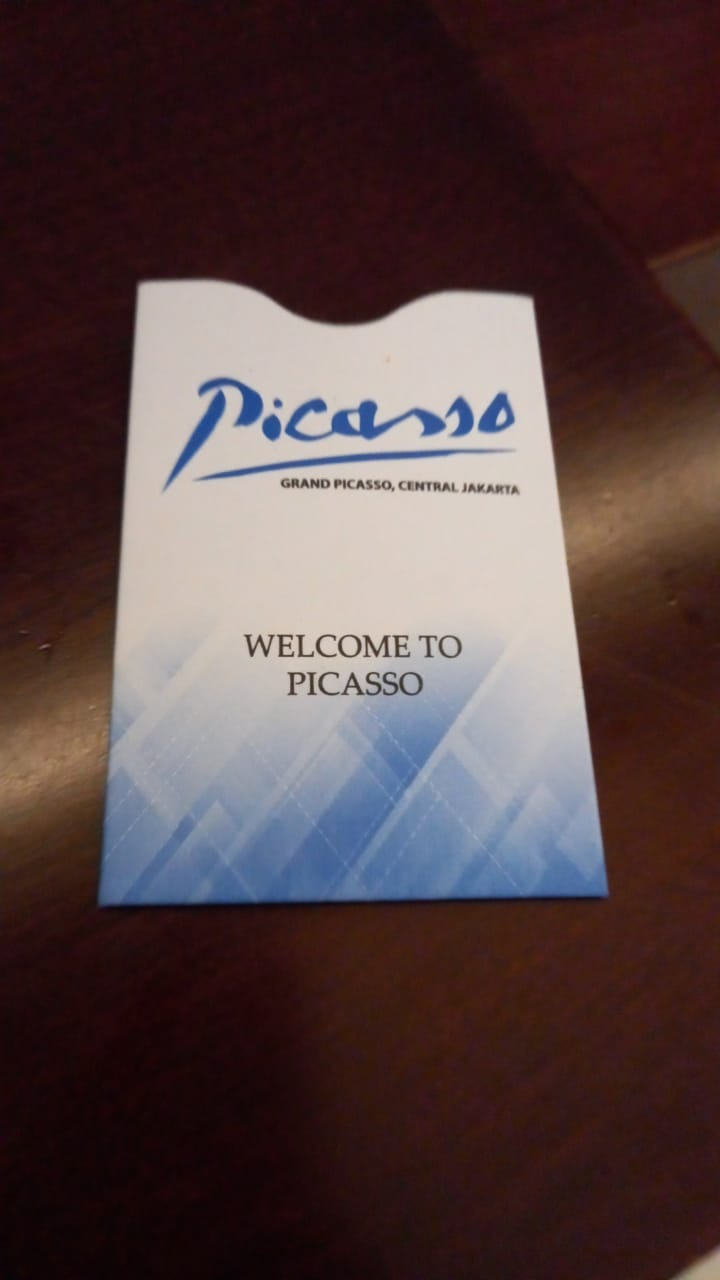 Picasso
GRAND PICASSO, CENTRAL JAKARTA
WELCOME TO
PICASSO